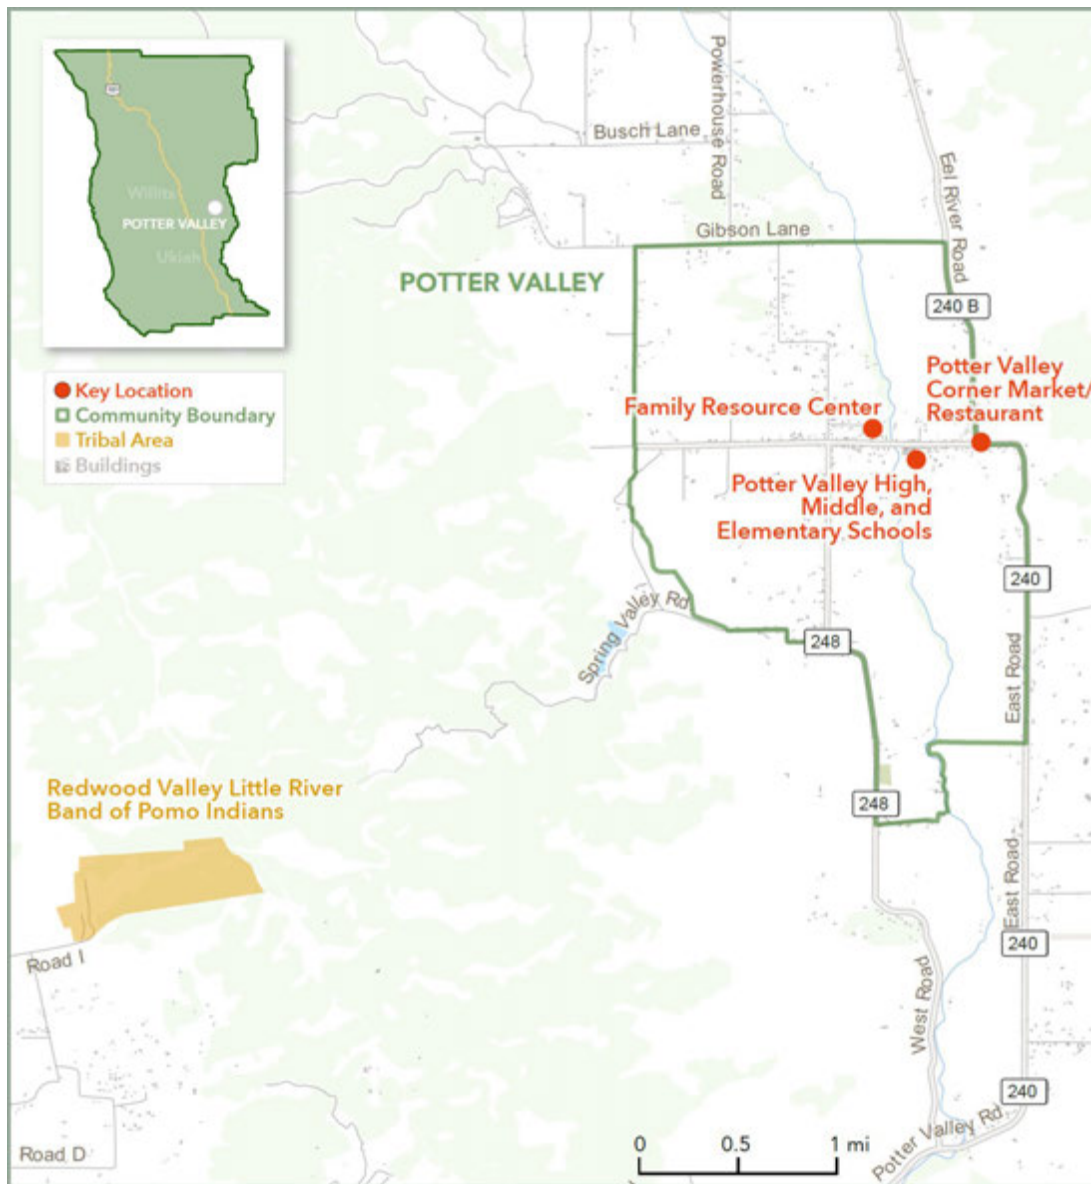 101
Willits
POTTER VALLEY
Ukiah
Key Location
Community Boundary
Tribal Area
Buildings
Busch Lane
Powerhouse Road
Eel River Road
Gibson Lane
POTTER VALLEY
240 B
Potter Valley
Corner Market/
Restaurant
Family Resource Center
Potter Valley High,
Middle, and
Elementary Schools
240
Spring Valley Rd
248
East Road
Redwood Valley Little River
Band of Pomo Indians
248
East Road
240
Road I
West Road
240
Potter Valley Rd
Road D
0 0.5 1 mi